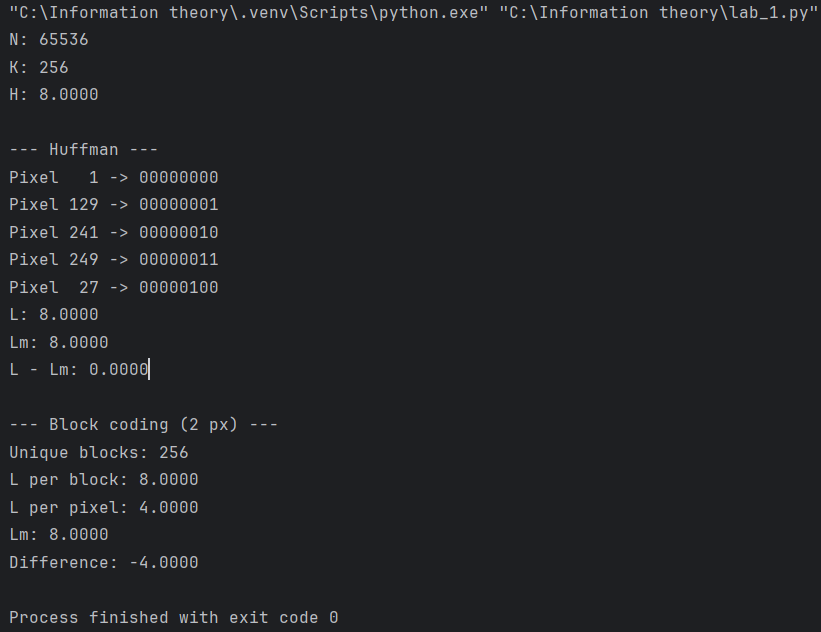 "C:\Information theory\.venv\Scripts\python.exe" "C:\Information theory\lab_1.py"
N: 65536
K: 256
H: 8.0000
--- Huffman ---
Pixel   1 -> 00000000
Pixel 129 -> 00000001
Pixel 241 -> 00000010
Pixel 249 -> 00000011
Pixel  27 -> 00000100
L: 8.0000
Lm: 8.0000
L - Lm: 0.0000
--- Block coding (2 px) ---
Unique blocks: 256
L per block: 8.0000
L per pixel: 4.0000
Lm: 8.0000
Difference: -4.0000
Process finished with exit code 0